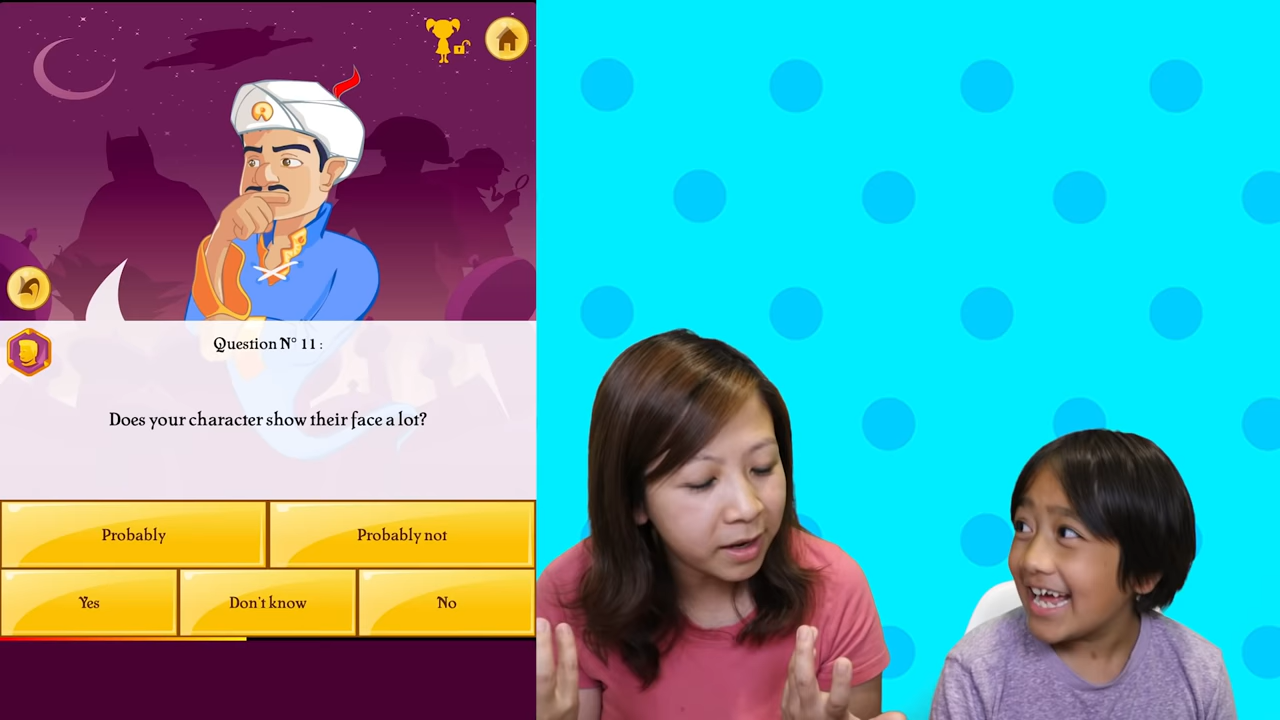 Question N° 11 :
Does your character show their face a lot?
Probably
Probably not
Yes
Don't know
No